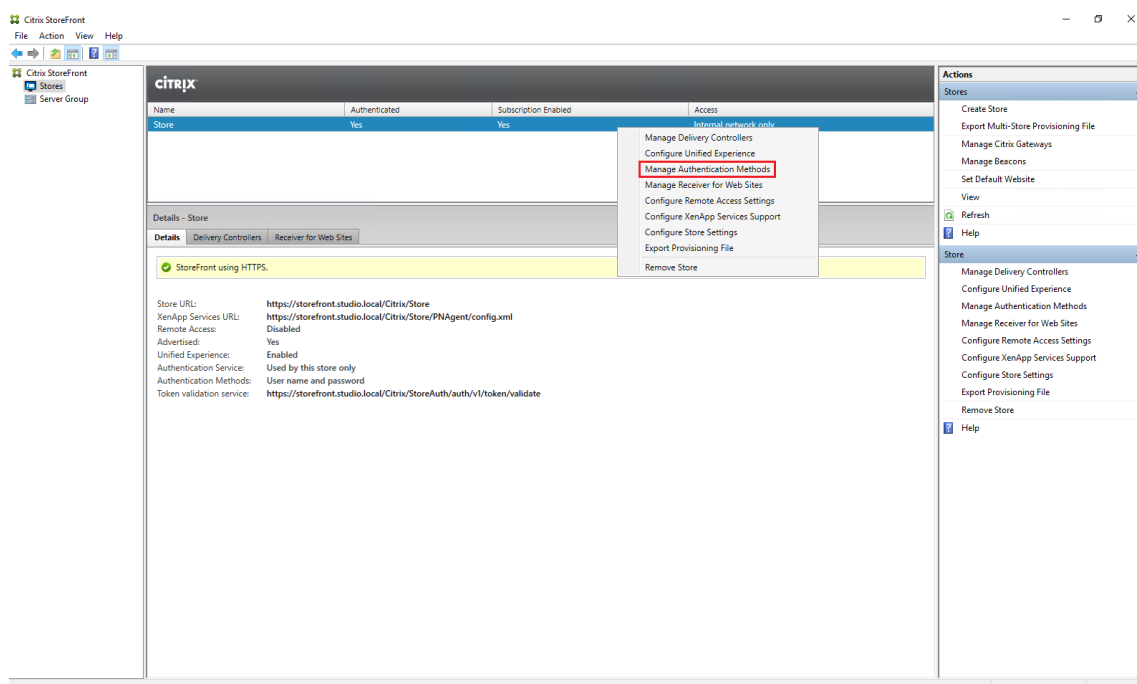 Citrix StoreFront
File Action View Help
Citrix StoreFront
Stores
Server Group
CİTRIX
Name Authenticated Subscription Enabled Access
Store Yes Yes Internal network only
Manage Delivery Controllers
Configure Unified Experience
Manage Authentication Methods
Manage Receiver for Web Sites
Configure Remote Access Settings
Configure XenApp Services Support
Configure Store Settings
Export Provisioning File
Remove Store
Details - Store
Details Delivery Controllers Receiver for Web Sites
StoreFront using HTTPS.
Store URL: https://storefront.studio.local/Citrix/Store
XenApp Services URL: https://storefront.studio.local/Citrix/Store/PNAgent/config.xml
Remote Access: Disabled
Advertised: Yes
Unified Experience: Enabled
Authentication Service: Used by this store only
Authentication Methods: User name and password
Token validation service: https://storefront.studio.local/Citrix/StoreAuth/auth/v1/token/validate
Actions
Stores
Create Store
Export Multi-Store Provisioning File
Manage Citrix Gateways
Manage Beacons
Set Default Website
View
Refresh
Help
Store
Manage Delivery Controllers
Configure Unified Experience
Manage Authentication Methods
Manage Receiver for Web Sites
Configure Remote Access Settings
Configure XenApp Services Support
Configure Store Settings
Export Provisioning File
Remove Store
Help